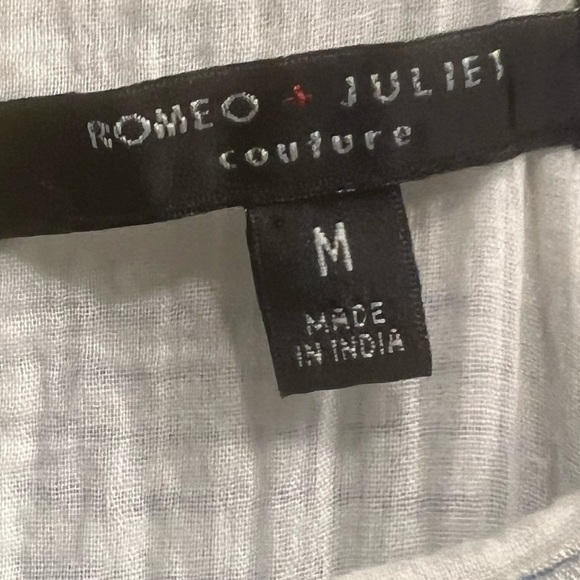 ROMEO + JULIET
couture
M
MADE
IN INDIA